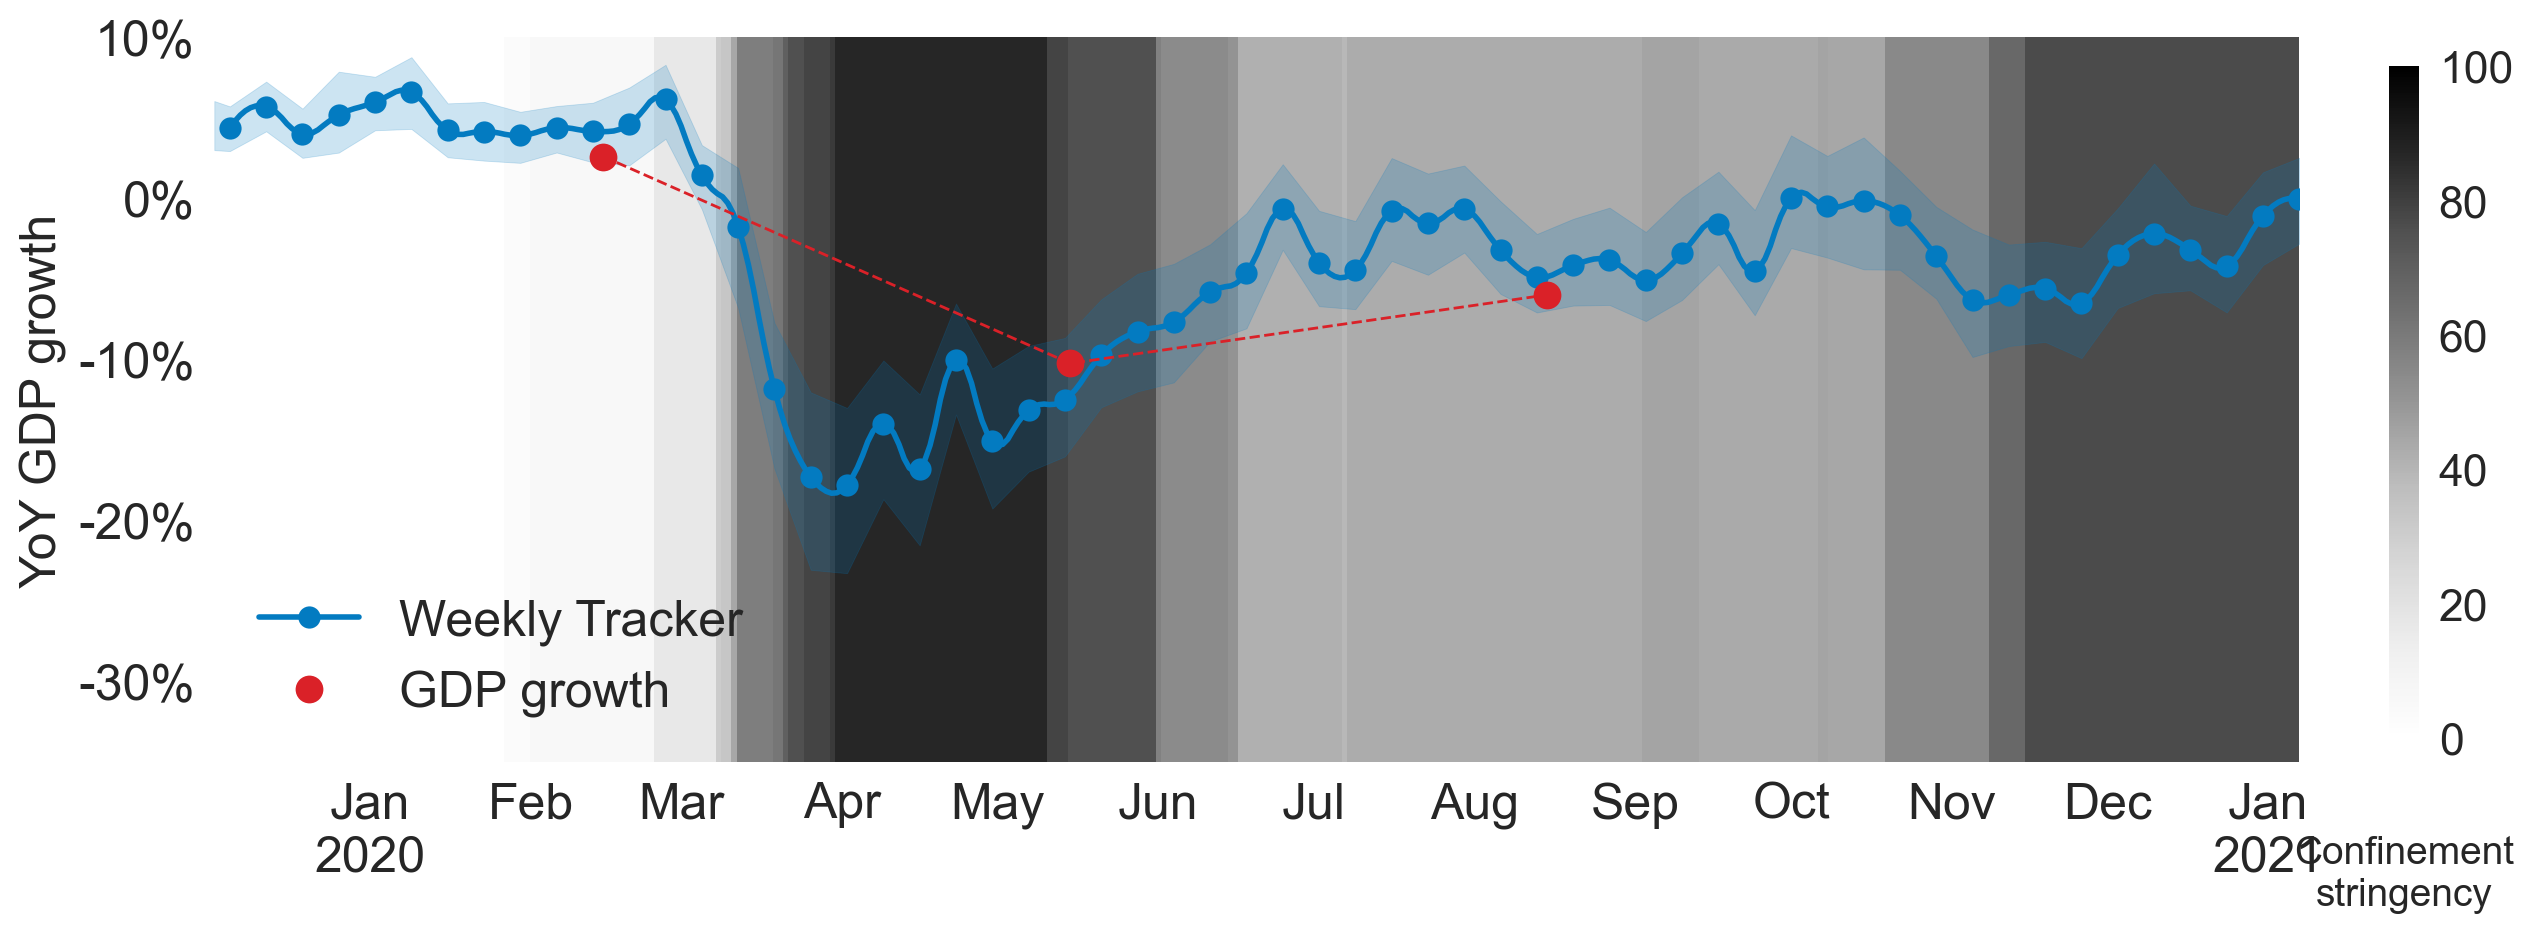 10%
0%
-10%
-20%
-30%
YoY GDP growth
Weekly Tracker
GDP growth
Jan Feb Mar Apr May Jun Jul Aug Sep Oct Nov Dec Jan
2020 2021
100
80
60
40
20
0
Confinement
stringency